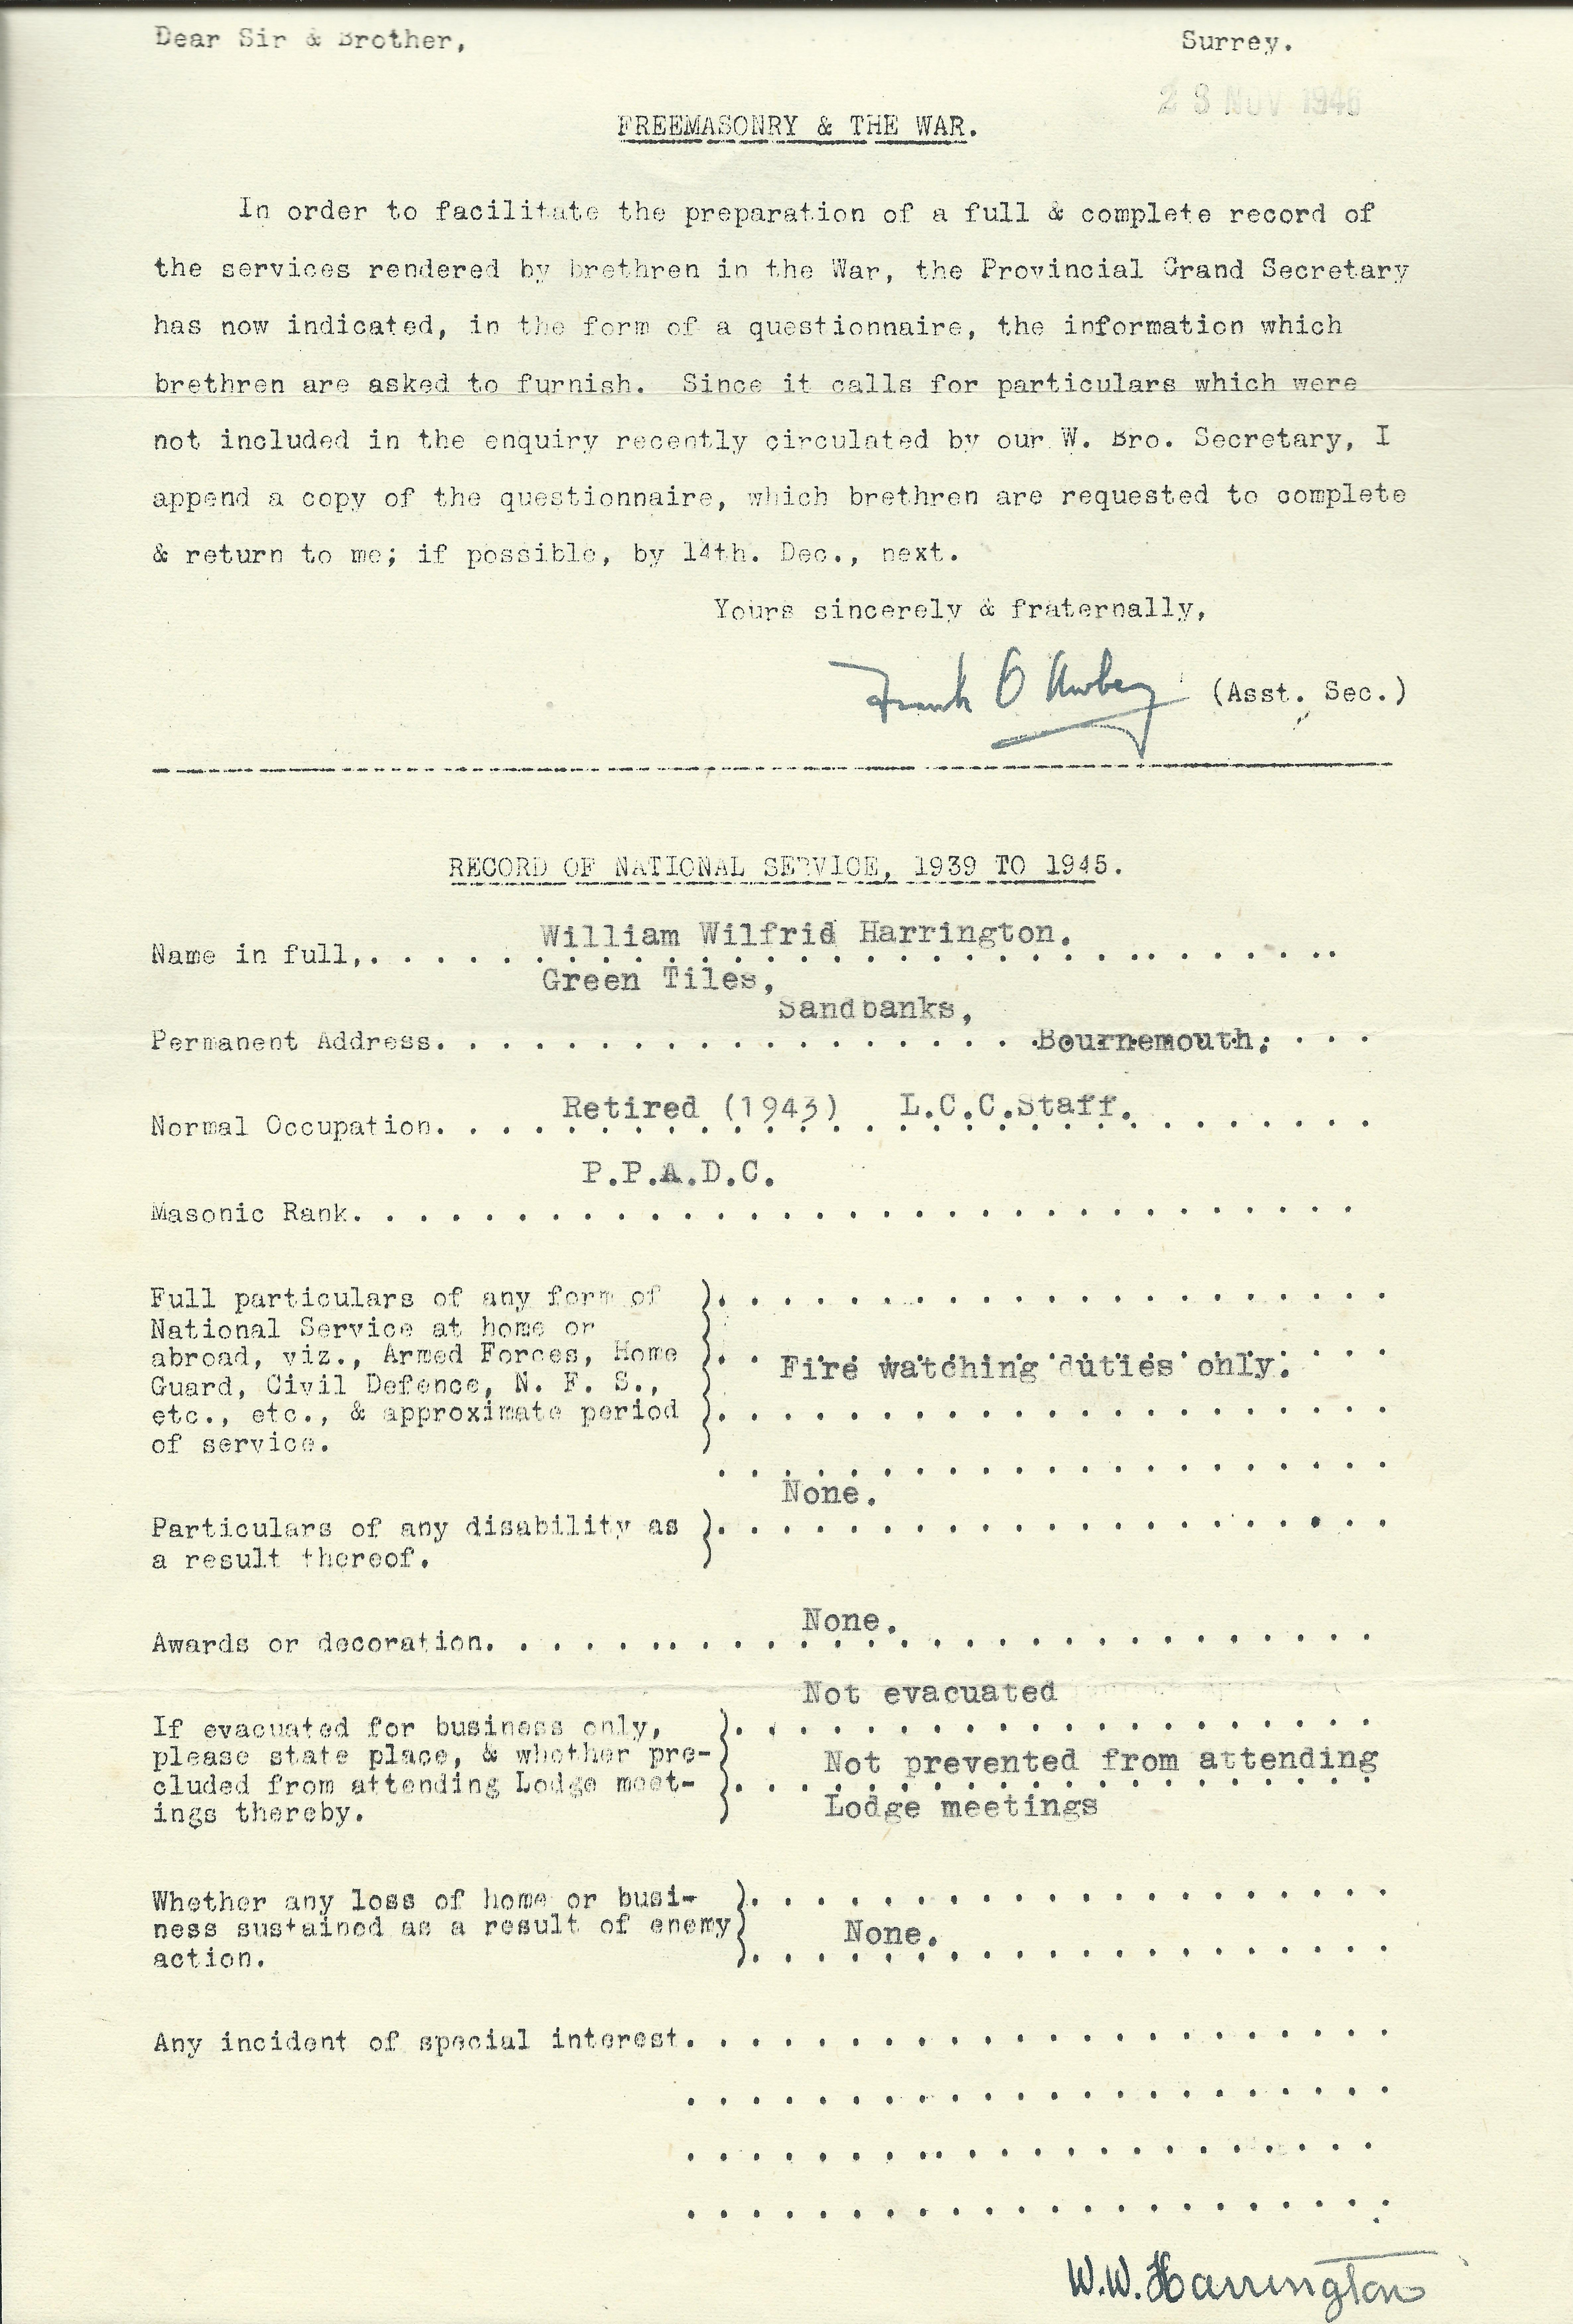 Dear Sir & Brother,
Surrey.
23 NOV 1946
FREEMASONRY & THE WAR.
In order to facilitate the preparation of a full & complete record of
the services rendered by brethren in the War, the Provincial Grand Secretary
has now indicated, in the form of a questionnaire, the information which
brethren are asked to furnish. Since it calls for particulars which were
not included in the enquiry recently circulated by our W. Bro. Secretary, I
append a copy of the questionnaire, which brethren are requested to complete
& return to me; if possible, by 14th. Dec., next.
Yours sincerely & fraternally,
Frank O (Asst. Sec.)
RECORD OF NATIONAL SERVICE, 1939 TO 1945.
William Wilfrid Harrington.
Name in full,. . . . . . . . . . . . . . . . . . . . . . . . . . . . . .
Green Tiles,
Sandbanks,
Permanent Address. . . . . . . . . . . . . . . . . . . Bournemouth; . . .
Retired (1943) L.C.C.Staff.
Normal Occupation. . . . . . . . . . . . . . . . . . . . . . . . . . . . .
P.P.A.D.C.
Masonic Rank. . . . . . . . . . . . . . . . . . . . . . . . . . . . . . .
Full particulars of any form of
National Service at home or
abroad, viz., Armed Forces, Home
Guard, Civil Defence, N. F. S.,
etc., etc., & approximate period
of service.
Fire watching duties only.
None.
Particulars of any disability as
a result thereof.
None.
Awards or decoration. . . . . . . . . . . . . . . . . . . . . . . . . . .
Not evacuated
If evacuated for business only,
please state place, & whether pre-
cluded from attending Lodge meet-
ings thereby.
Not prevented from attending
Lodge meetings
Whether any loss of home or busi-
ness sustained as a result of enemy
action.
None.
Any incident of special interest. . . . . . . . . . . . . . . . . . . . . .
W.W. Harrington